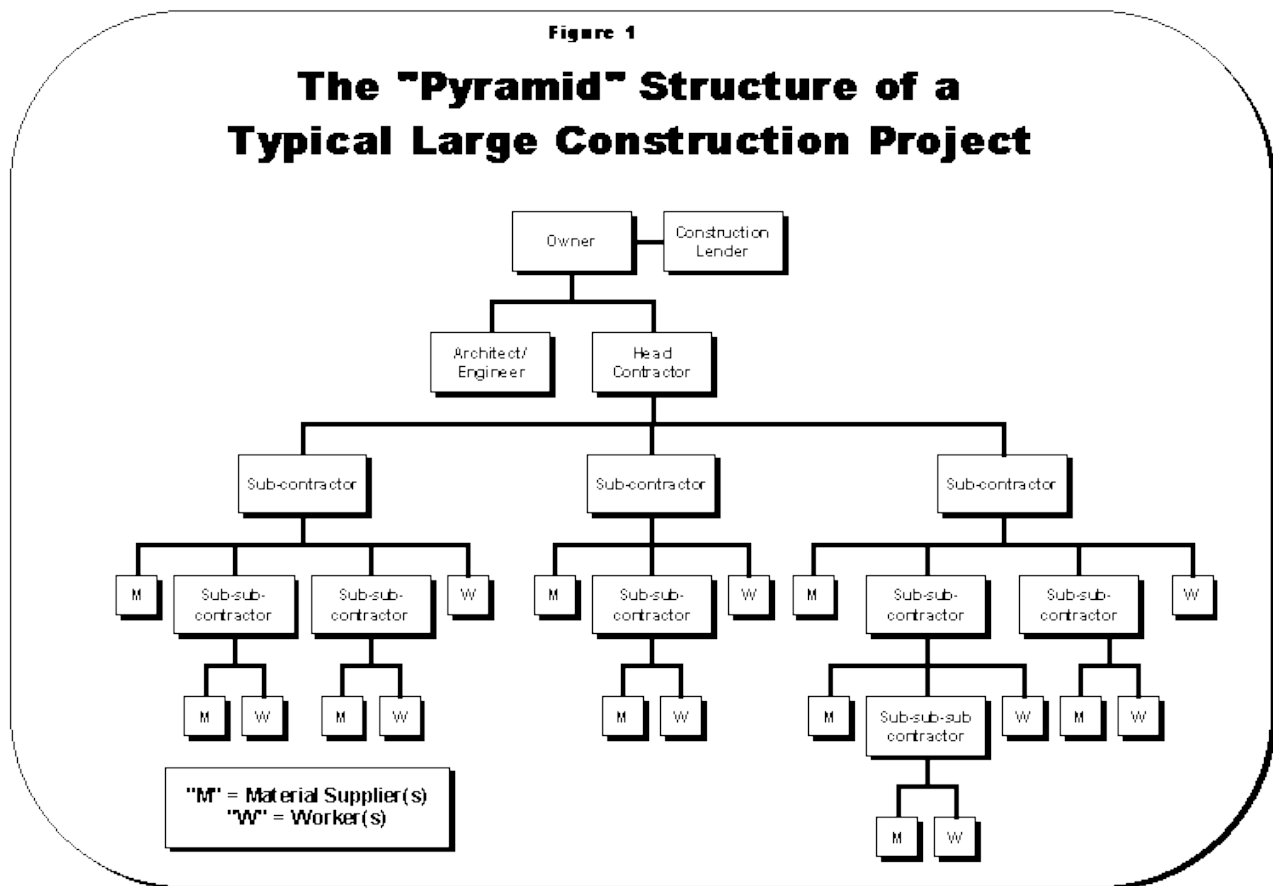 Figure 1
The "Pyramid" Structure of a
Typical Large Construction Project
Owner
Construction
Lender
Architect/
Engineer
Head
Contractor
Sub-contractor
Sub-contractor
Sub-contractor
M
Sub-sub-
contractor
Sub-sub-
contractor
W
M
Sub-sub-
contractor
W
M
Sub-sub-
contractor
Sub-sub-
contractor
W
M
W
M
W
M
W
M
Sub-sub-sub
contractor
W
M
W
"M" = Material Supplier(s)
"W" = Worker(s)
M
W